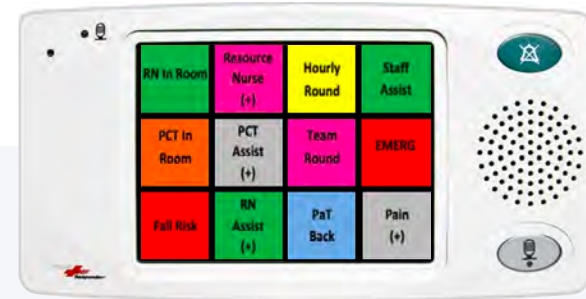 RN In Room
Resource
Nurse
(+)
Hourly
Round
Staff
Assist
PCT In
Room
PCT
Assist
(+)
Team
Round
EMERG
Fall Risk
RN
Assist
(+)
PaT
Back
Pain
(+)
Responder